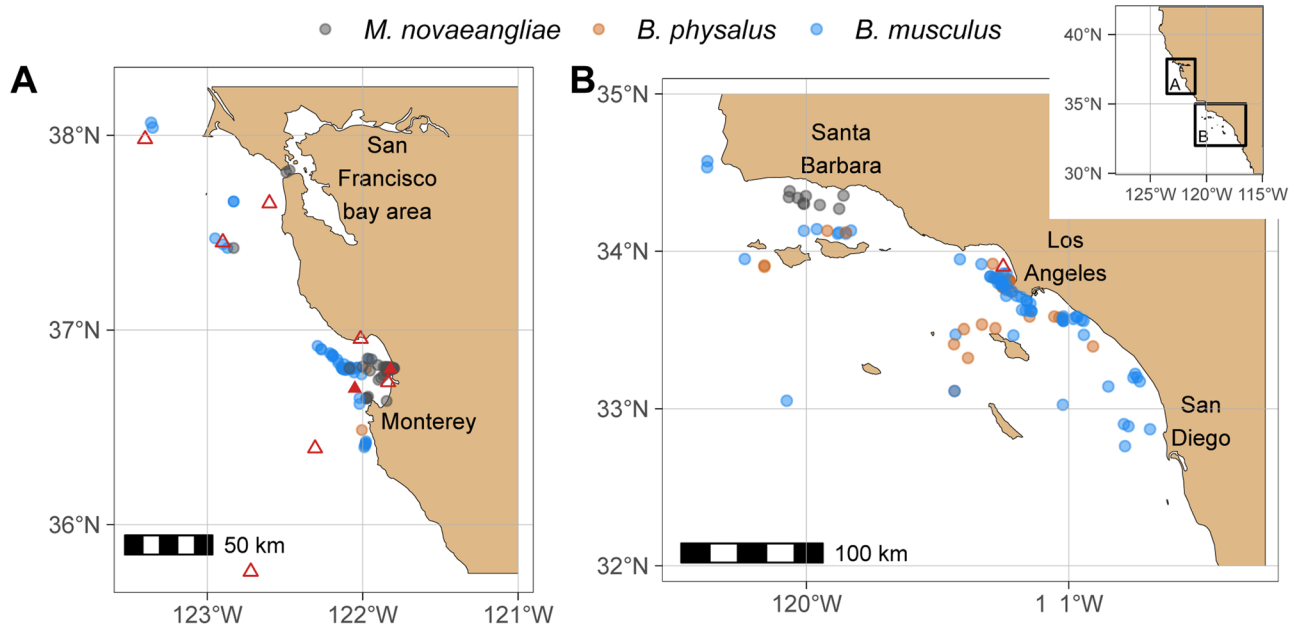 M. novaeangliae B. physalus B. musculus
A
38°N
37°N
36°N
123°W 122°W 121°W
San
Francisco
bay area
Monterey
50 km
B
35°N
34°N
33°N
32°N
120°W 1 1°W
Santa
Barbara
Los
Angeles
San
Diego
100 km
40°N
35°N
30°N
125°W 120°W 115°W
A
B